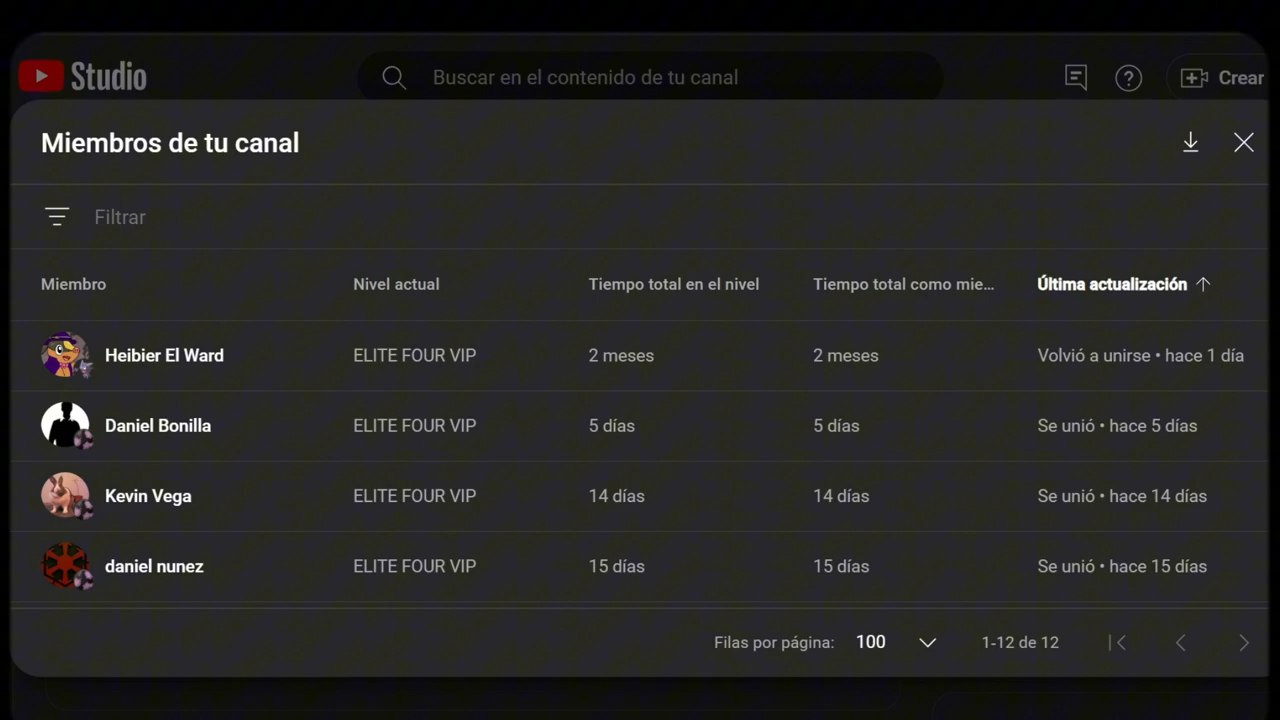 Studio
Buscar en el contenido de tu canal
Crear
Miembros de tu canal
Filtrar
Miembro Nivel actual Tiempo total en el nivel Tiempo total como mie... Última actualización
Heibier El Ward ELITE FOUR VIP 2 meses 2 meses Volvió a unirse • hace 1 día
Daniel Bonilla ELITE FOUR VIP 5 días 5 días Se unió • hace 5 días
Kevin Vega ELITE FOUR VIP 14 días 14 días Se unió • hace 14 días
daniel nunez ELITE FOUR VIP 15 días 15 días Se unió • hace 15 días
Filas por página: 100 1-12 de 12